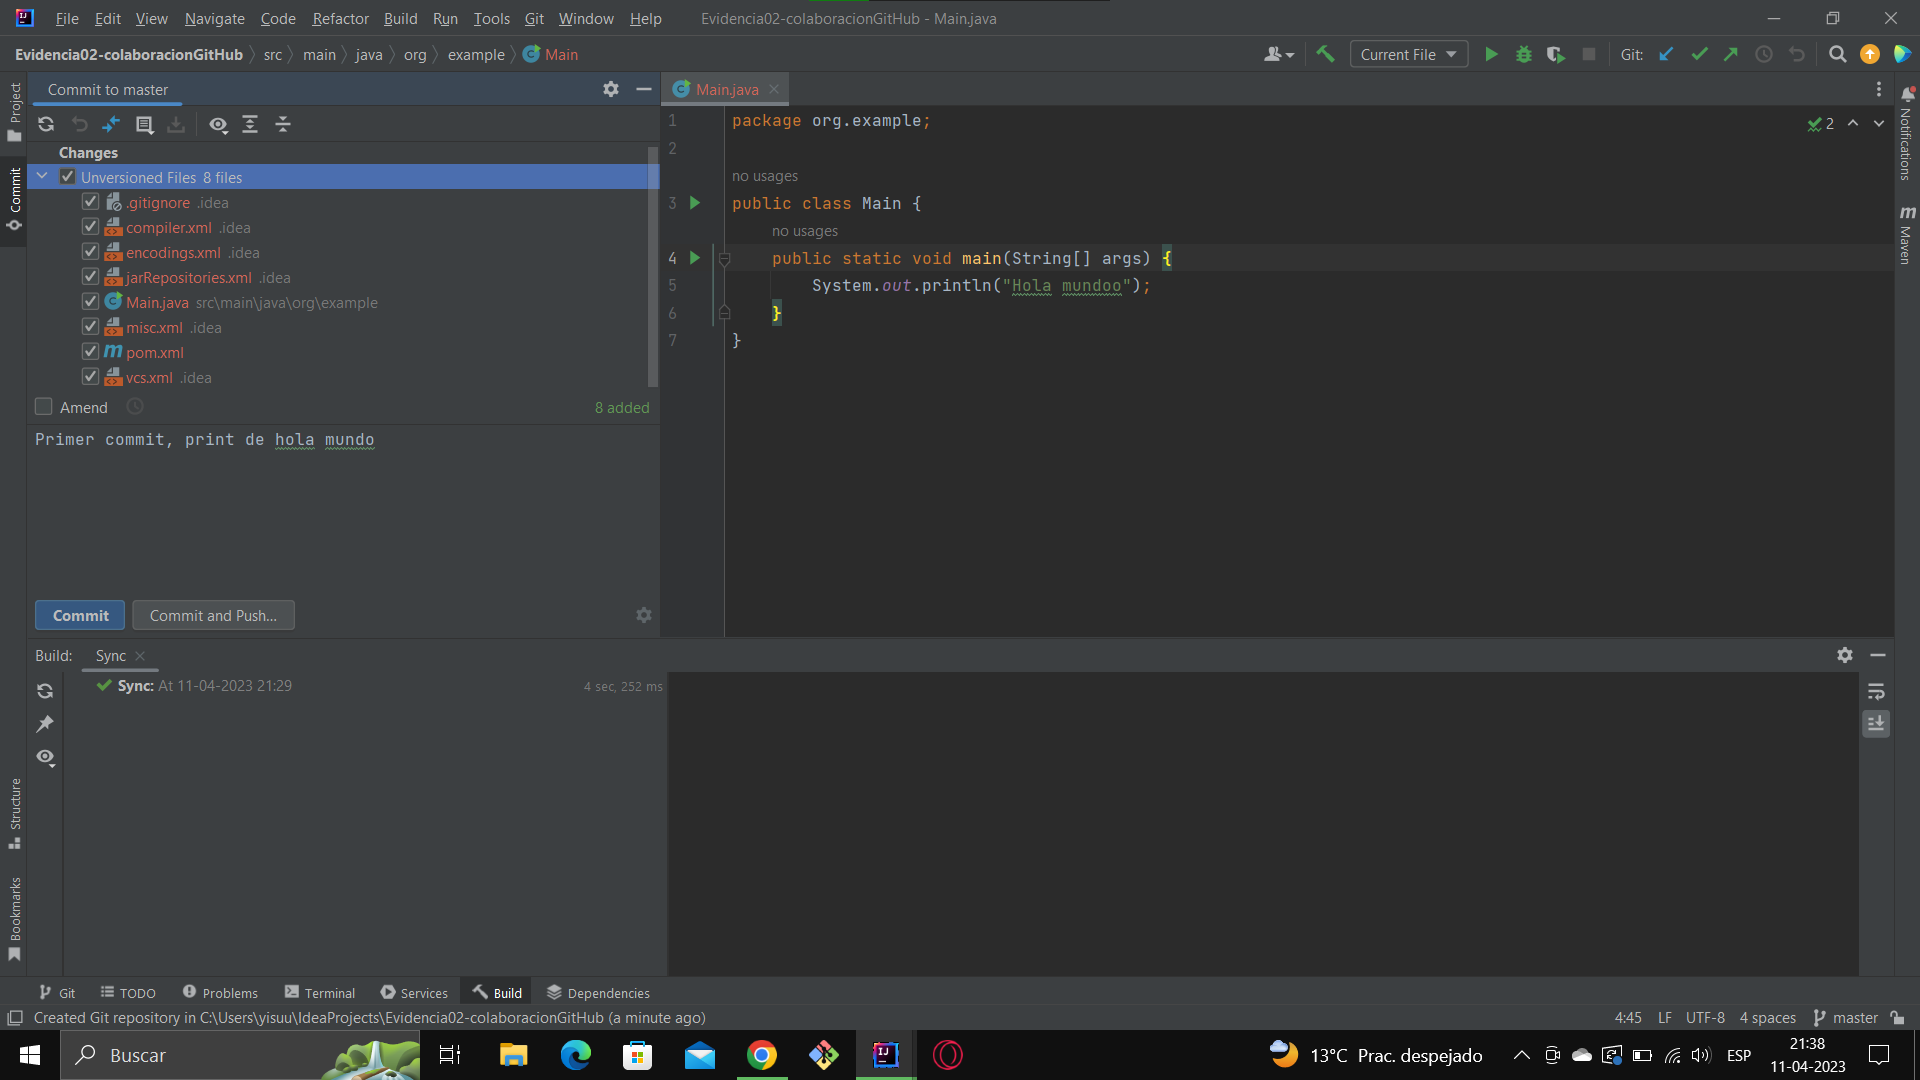 File Edit View Navigate Code Refactor Build Run Tools Git Window Help Evidencia02-colaboracionGitHub - Main.java
Evidencia02-colaboracionGitHub src main java org example Main Current File Git:
Project
Commit
Structure
Bookmarks
Commit to master
Changes
Unversioned Files 8 files
.gitignore .idea
compiler.xml .idea
encodings.xml .idea
jarRepositories.xml .idea
Main.java src\main\java\org\example
misc.xml .idea
pom.xml
vcs.xml .idea
Amend 8 added
Primer commit, print de hola mundo
Commit Commit and Push...
Main.java
2
1 package org.example;
2
no usages
3 public class Main {
no usages
4 public static void main(String[] args) {
5 System.out.println("Hola mundoo");
6 }
7 }
Notifications
Maven
Build: Sync
Sync: At 11-04-2023 21:29 4 sec, 252 ms
Git TODO Problems Terminal Services Build Dependencies
Created Git repository in C:\Users\yisuu\IdeaProjects\Evidencia02-colaboracionGitHub (a minute ago) 4:45 LF UTF-8 4 spaces master
Buscar 13°C Prac. despejado ESP 21:38
11-04-2023